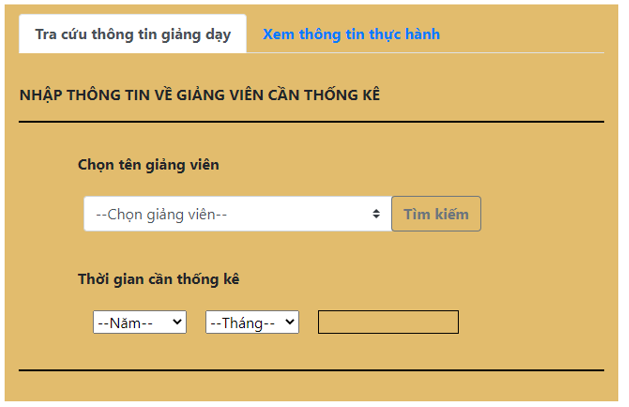 Tra cứu thông tin giảng dạy Xem thông tin thực hành
NHẬP THÔNG TIN VỀ GIẢNG VIÊN CẦN THỐNG KÊ
Chọn tên giảng viên
--Chọn giảng viên-- Tìm kiếm
Thời gian cần thống kê
--Năm-- --Tháng--